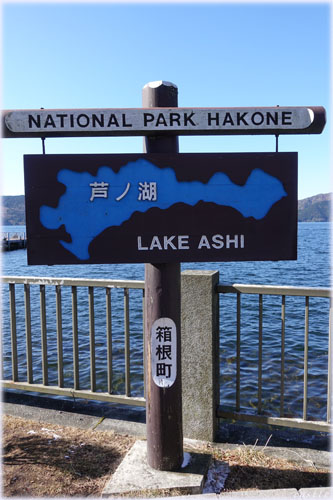 NATIONAL PARK HAKONE
芦ノ湖
LAKE ASHI
箱根町